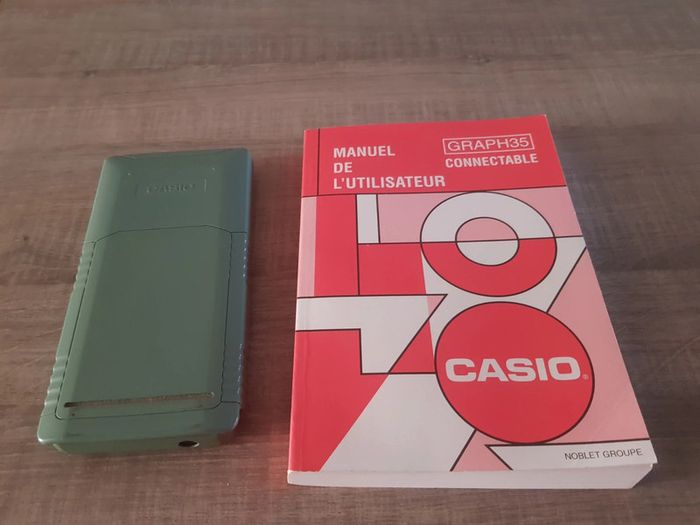 CASIO
MANUEL
DE
L'UTILISATEUR
GRAPH35
CONNECTABLE
CASIO®
NOBLET GROUPE